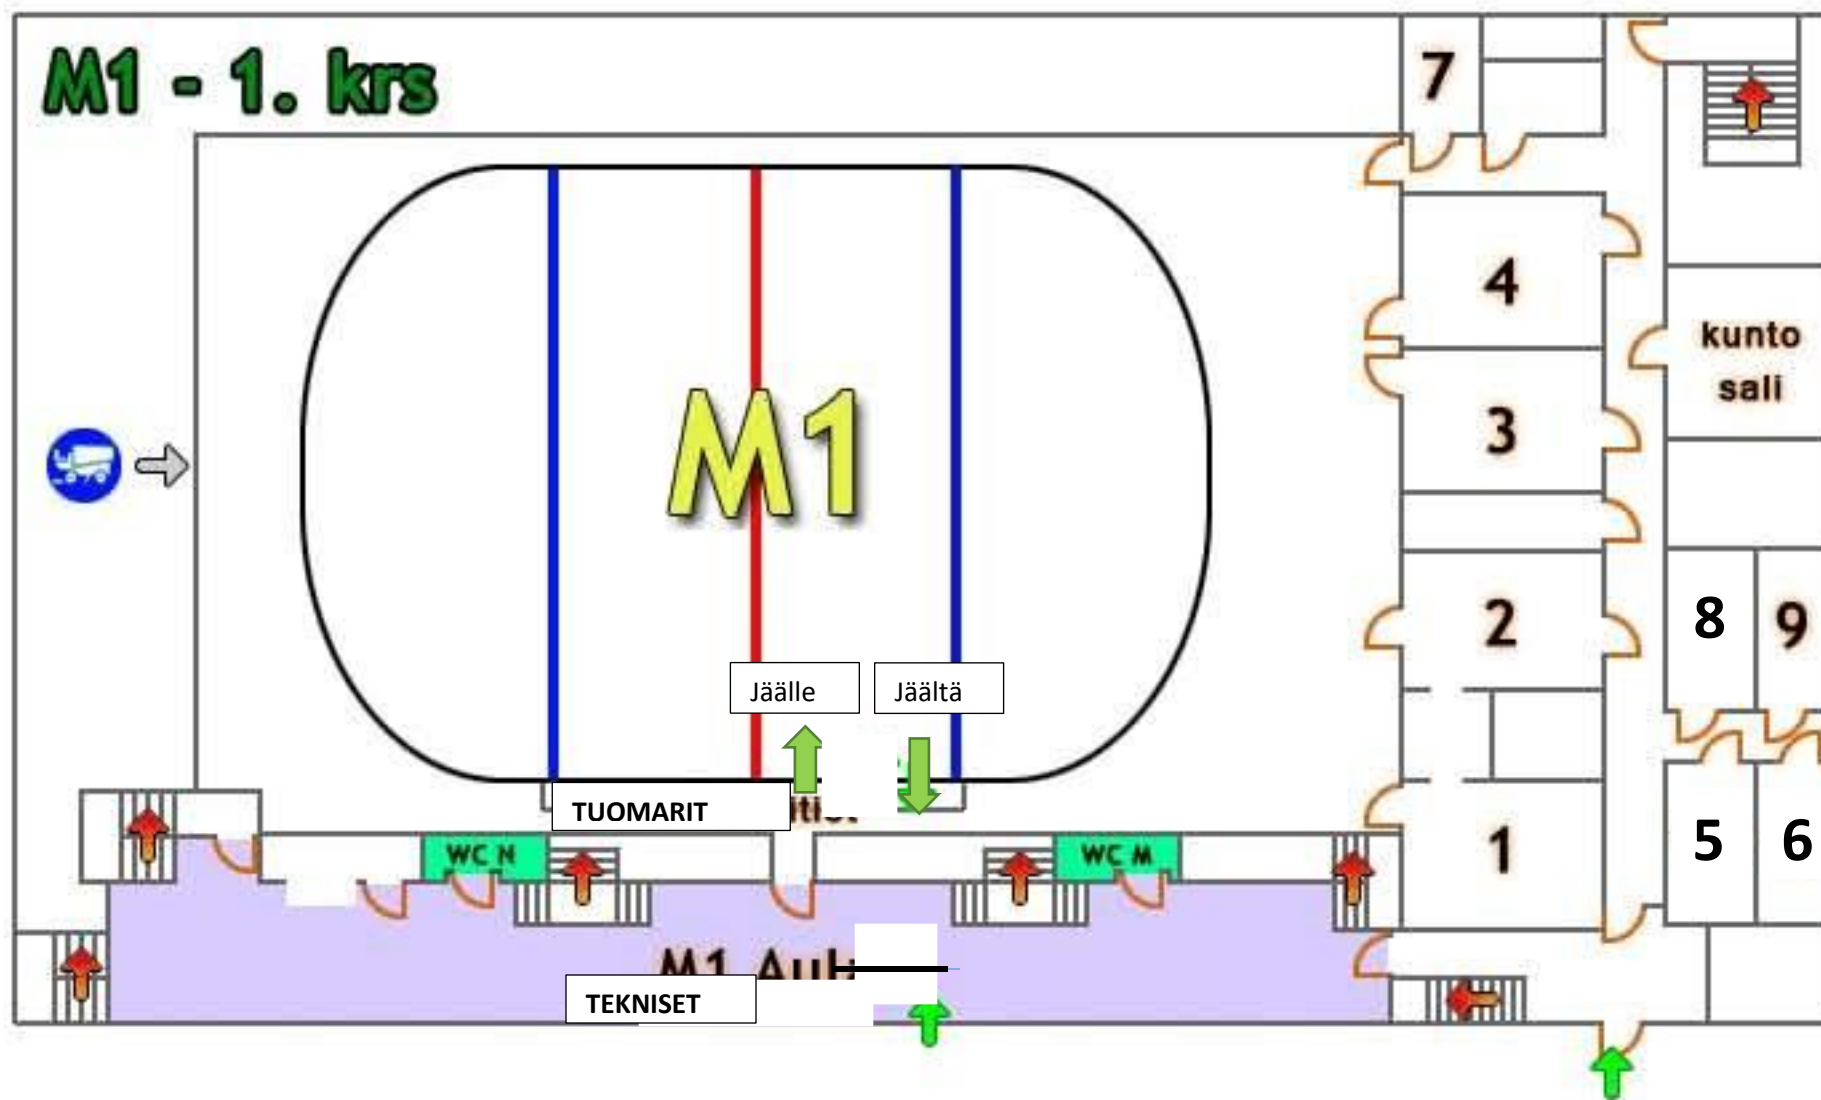 M1 - 1. krs
7
4
kunto
sali
M1
3
8
9
2
Jäälle
Jäältä
TUOMARIT
5
6
1
WC N
WC M
M1
TEKNISET